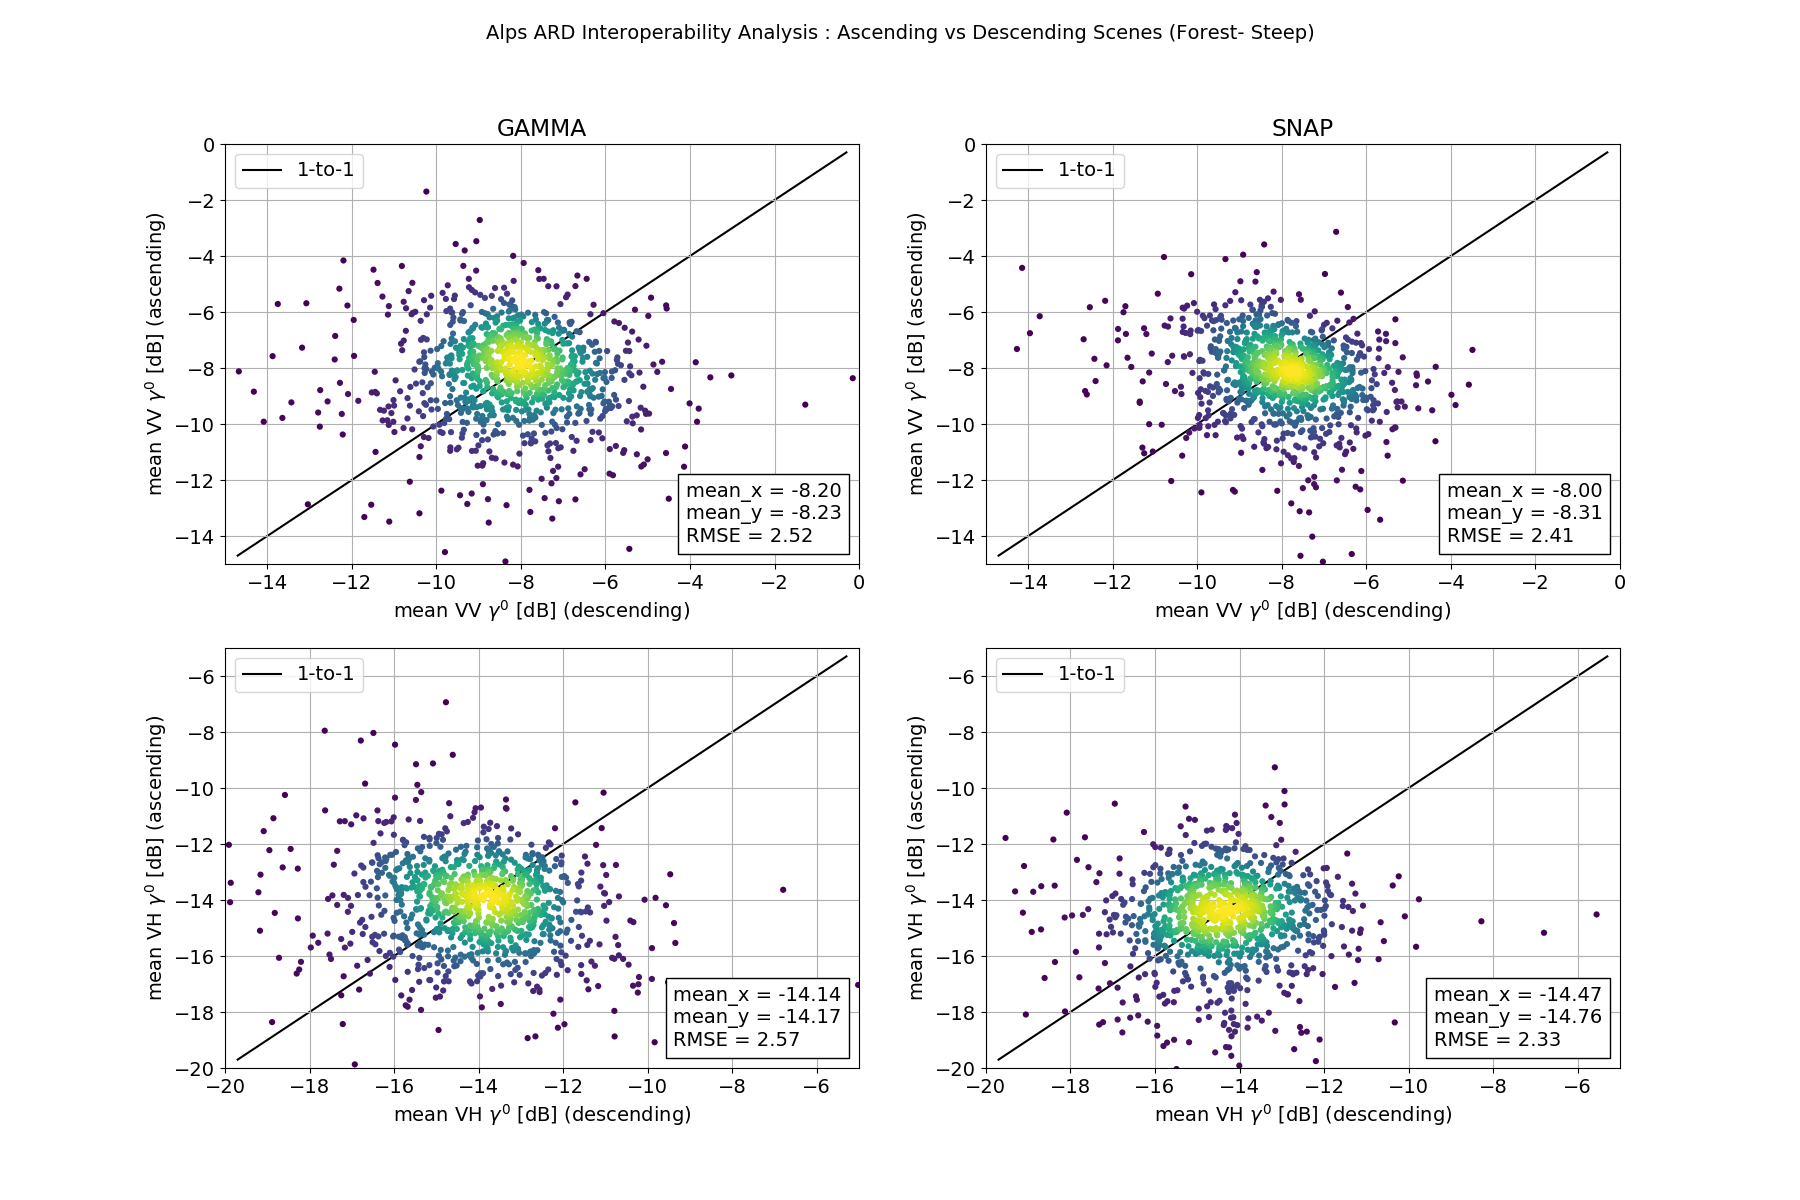 Alps ARD Interoperability Analysis : Ascending vs Descending Scenes (Forest- Steep)
GAMMA
0
−2
−4
−6
−8
−10
−12
−14
mean VV γ⁰ [dB] (ascending)
1-to-1
mean_x = -8.20
mean_y = -8.23
RMSE = 2.52
−14 −12 −10 −8 −6 −4 −2 0
mean VV γ⁰ [dB] (descending)
SNAP
0
−2
−4
−6
−8
−10
−12
−14
mean VV γ⁰ [dB] (ascending)
1-to-1
mean_x = -8.00
mean_y = -8.31
RMSE = 2.41
−14 −12 −10 −8 −6 −4 −2 0
mean VV γ⁰ [dB] (descending)
−6
−8
−10
−12
−14
−16
−18
−20
mean VH γ⁰ [dB] (ascending)
1-to-1
mean_x = -14.14
mean_y = -14.17
RMSE = 2.57
−20 −18 −16 −14 −12 −10 −8 −6
mean VH γ⁰ [dB] (descending)
−6
−8
−10
−12
−14
−16
−18
−20
mean VH γ⁰ [dB] (ascending)
1-to-1
mean_x = -14.47
mean_y = -14.76
RMSE = 2.33
−20 −18 −16 −14 −12 −10 −8 −6
mean VH γ⁰ [dB] (descending)